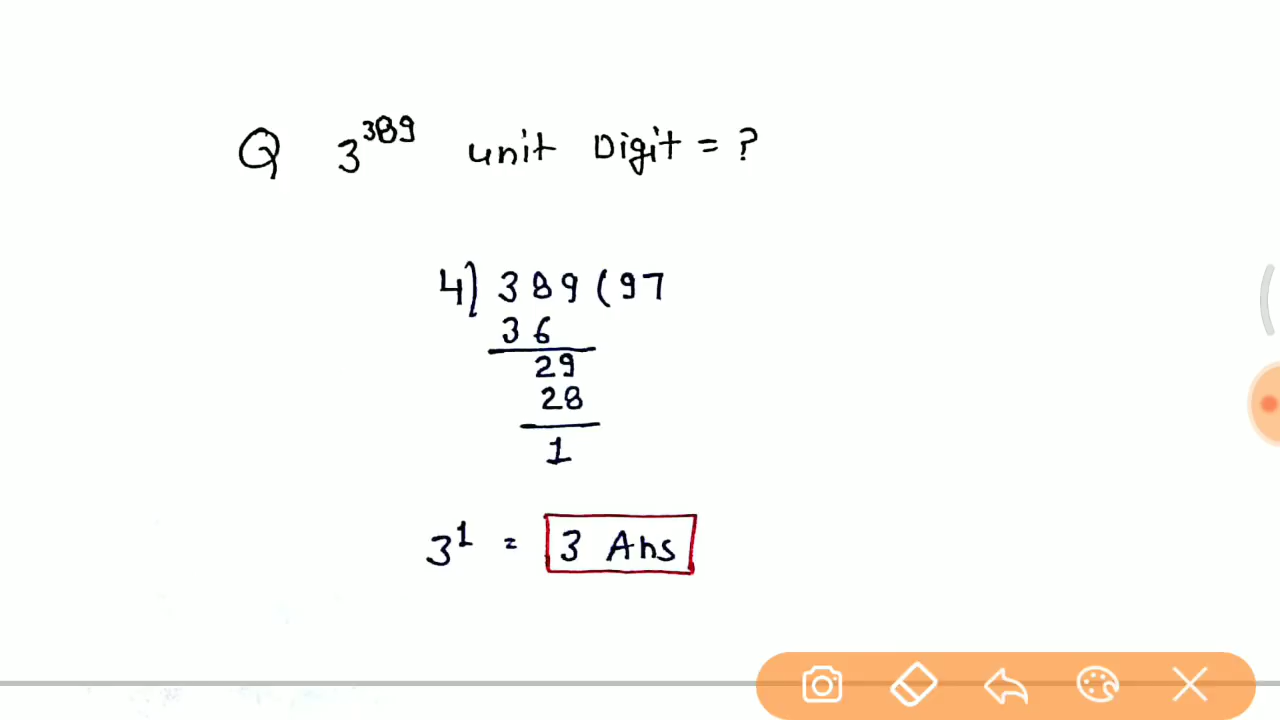 Q 3^389 unit Digit = ?
4) 389 ( 97
36
29
28
1
3^1 = 3 Ans